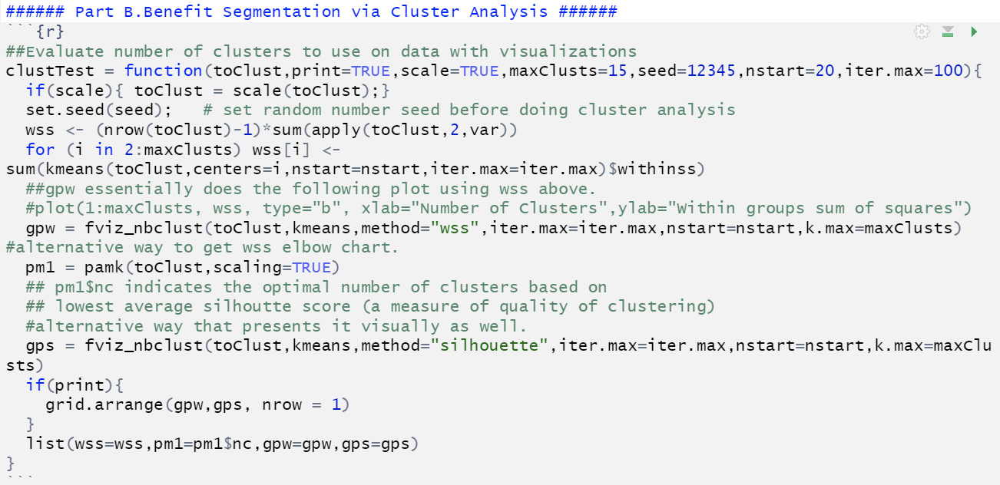 ###### Part B.Benefit Segmentation via Cluster Analysis ######
```{r}
##Evaluate number of clusters to use on data with visualizations
clustTest = function(toClust,print=TRUE,scale=TRUE,maxClusts=15,seed=12345,nstart=20,iter.max=100){
  if(scale){ toClust = scale(toClust);}
  set.seed(seed);   # set random number seed before doing cluster analysis
  wss <- (nrow(toClust)-1)*sum(apply(toClust,2,var))
  for (i in 2:maxClusts) wss[i] <-
sum(kmeans(toClust,centers=i,nstart=nstart,iter.max=iter.max)$withinss)
  ##gpw essentially does the following plot using wss above.
  #plot(1:maxClusts, wss, type="b", xlab="Number of Clusters",ylab="Within groups sum of squares")
  gpw = fviz_nbclust(toClust,kmeans,method="wss",iter.max=iter.max,nstart=nstart,k.max=maxClusts)
#alternative way to get wss elbow chart.
  pm1 = pamk(toClust,scaling=TRUE)
  ## pm1$nc indicates the optimal number of clusters based on
  ## lowest average silhoutte score (a measure of quality of clustering)
  #alternative way that presents it visually as well.
  gps = fviz_nbclust(toClust,kmeans,method="silhouette",iter.max=iter.max,nstart=nstart,k.max=maxClu
sts)
  if(print){
    grid.arrange(gpw,gps, nrow = 1)
  }
  list(wss=wss,pm1=pm1$nc,gpw=gpw,gps=gps)
}
```